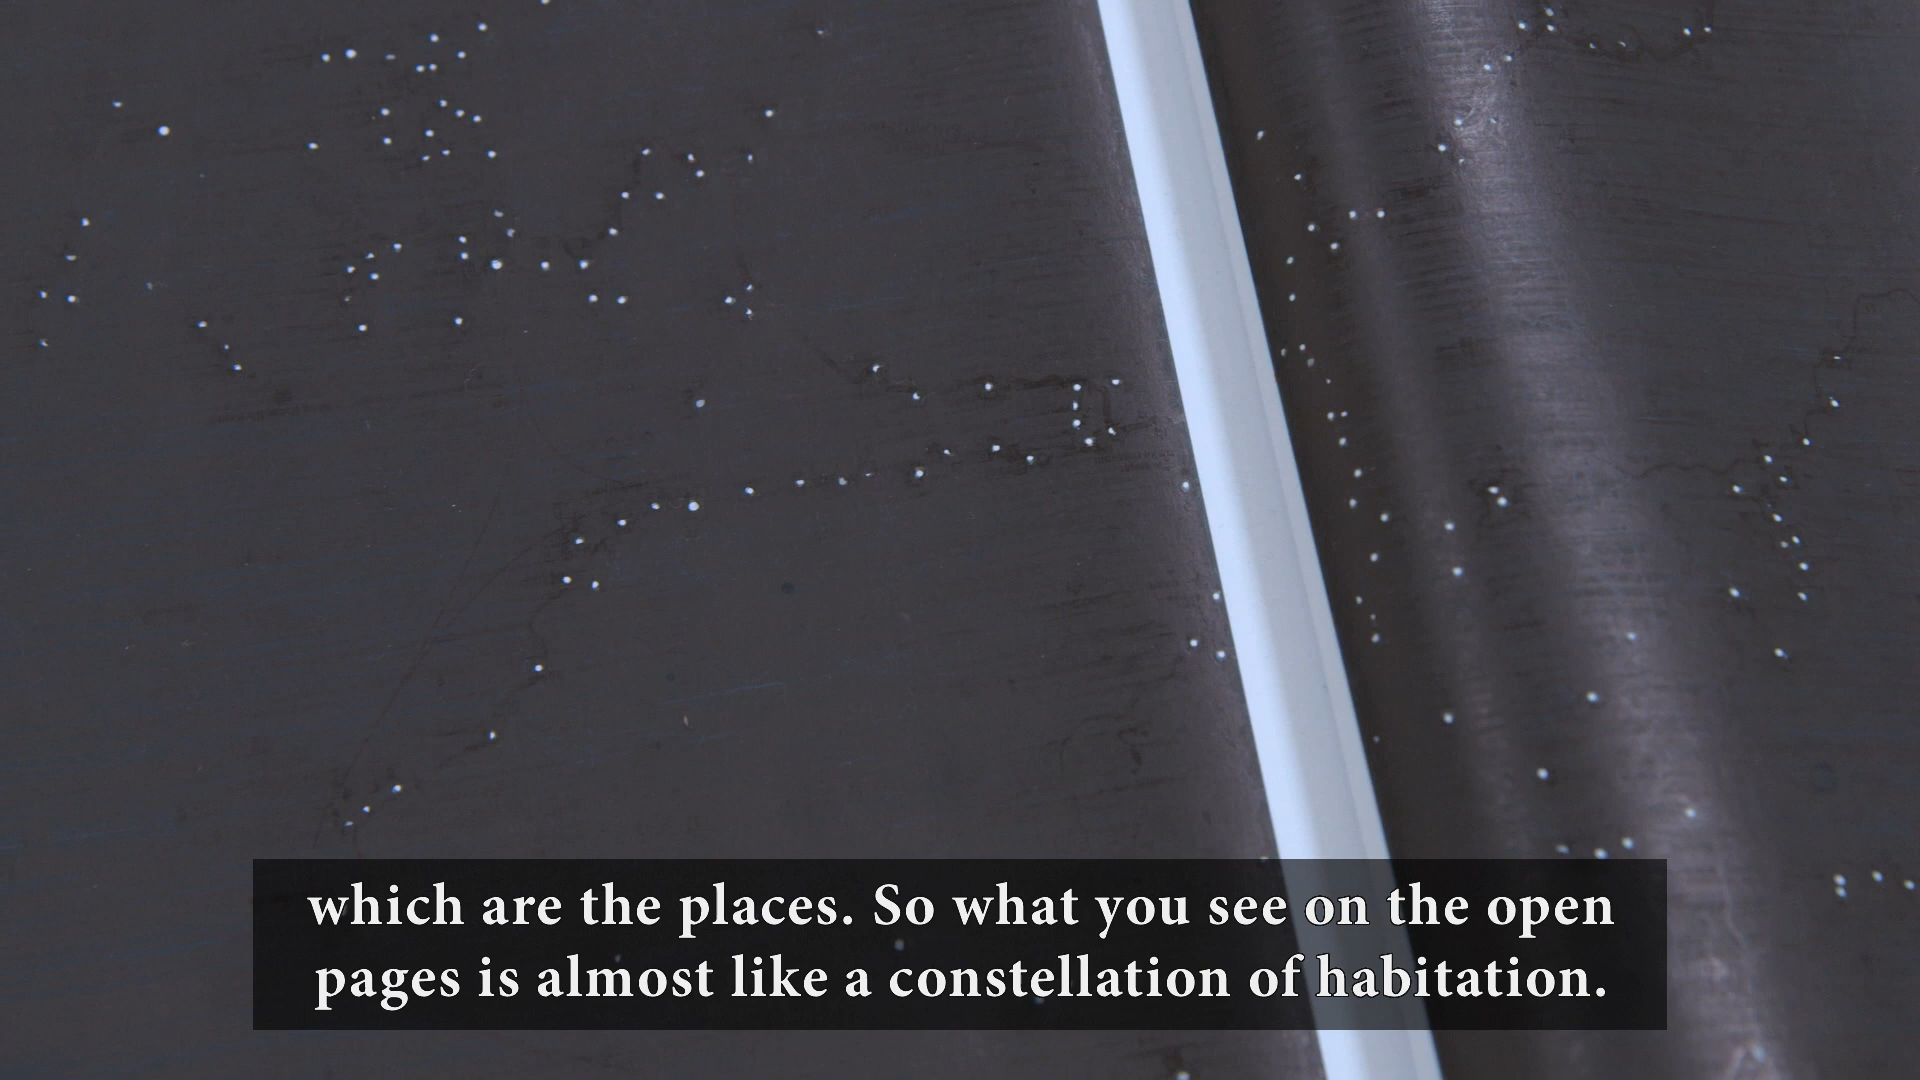 which are the places. So what you see on the open
pages is almost like a constellation of habitation.